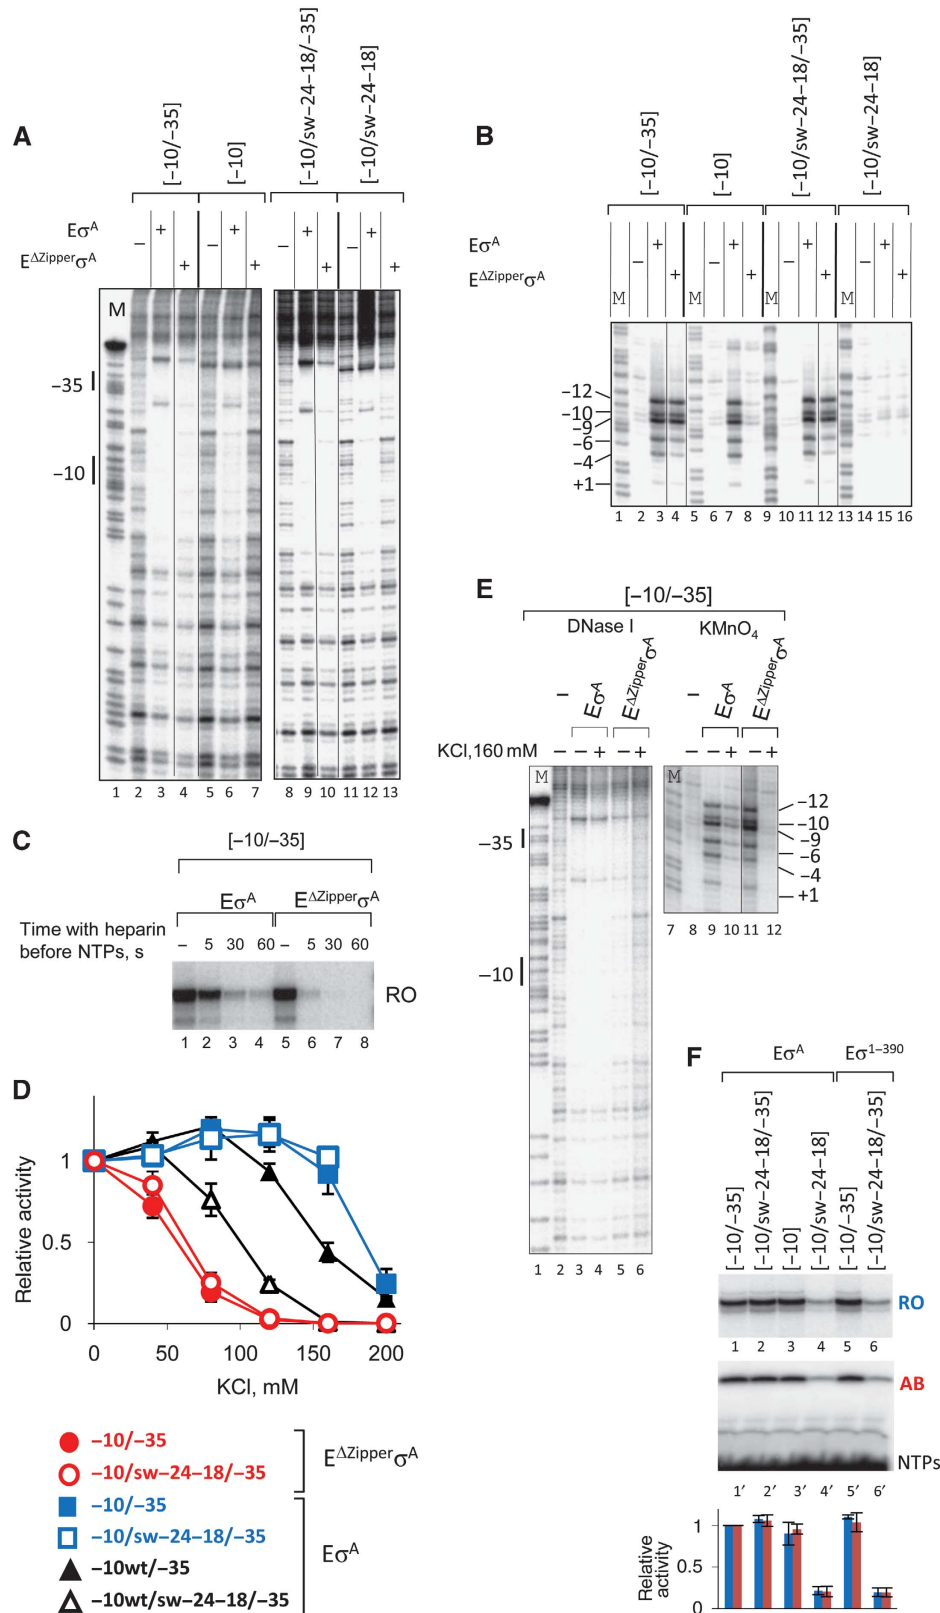 A
[−10/−35]
[−10]
[−10/sw−24−18/−35]
[−10/sw−24−18]
EσA
− + − + − + − +
EΔZipperσA
+ + + +
M
−35
−10
1 2 3 4 5 6 7 8 9 10 11 12 13
B
[−10/−35]
[−10]
[−10/sw−24−18/−35]
[−10/sw−24−18]
EσA
− + − + − + − +
EΔZipperσA
+ + + +
M M M M
−12
−10
−9
−6
−4
+1
1 2 3 4 5 6 7 8 9 10 11 12 13 14 15 16
C
[−10/−35]
EσA EΔZipperσA
Time with heparin
before NTPs, s
− 5 30 60 − 5 30 60
RO
1 2 3 4 5 6 7 8
D
Relative activity
1
0.5
0
0 50 100 150 200
KCl, mM
−10/−35
−10/sw−24−18/−35
EΔZipperσA
−10/−35
−10/sw−24−18/−35
−10wt/−35
−10wt/sw−24−18/−35
EσA
E
[−10/−35]
DNase I KMnO4
− EσA EΔZipperσA − EσA EΔZipperσA
KCl,160 mM − − + − + − − + − +
M M
−35
−10
−12
−10
−9
−6
−4
+1
1 2 3 4 5 6
7 8 9 10 11 12
F
EσA Eσ1−390
[−10/−35]
[−10/sw−24−18/−35]
[−10]
[−10/sw−24−18]
[−10/−35]
[−10/sw−24−18/−35]
RO
1 2 3 4 5 6
AB
NTPs
1′ 2′ 3′ 4′ 5′ 6′
Relative
activity
1
0.5
0